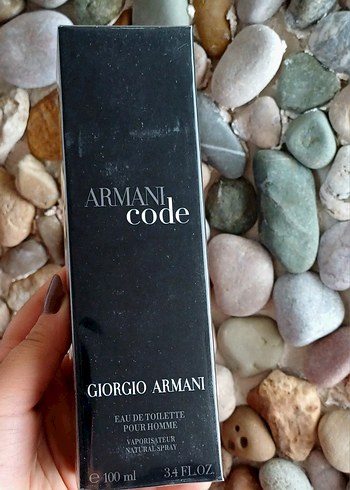 ARMANI
code
GIORGIO ARMANI
EAU DE TOILETTE
POUR HOMME
VAPORISATEUR
NATURAL SPRAY
℮ 100 ml 3.4 FL.OZ.